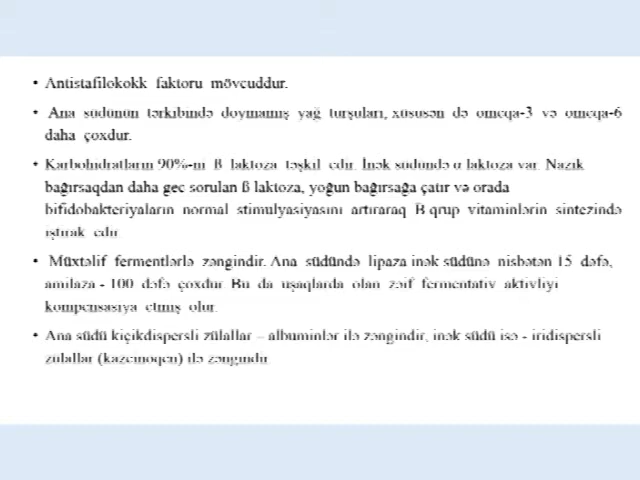 • Antistafilokokk faktoru mövcuddur.
• Ana südünün tərkibində doymamış yağ turşuları, xüsusən də omeqa-3 və omeqa-6
daha çoxdur.
• Karbohidratların 90%-ni ß laktoza təşkil edir. İnək südündə α laktoza var. Nazik
bağırsaqdan daha gec sorulan ß laktoza, yoğun bağırsağa çatır və orada
bifidobakteriyaların normal stimulyasiyasını artıraraq B qrup vitaminlərin sintezində
iştirak edir.
• Müxtəlif fermentlərlə zəngindir. Ana südündə lipaza inək südünə nisbətən 15 dəfə,
amilaza - 100 dəfə çoxdur. Bu da uşaqlarda olan zəif fermentativ aktivliyi
kompensasiya etmiş olur.
• Ana südü kiçikdispersli zülallar – albuminlər ilə zəngindir, inək südü isə - iridispersli
zülallar (kazeinogen) ilə zəngindir